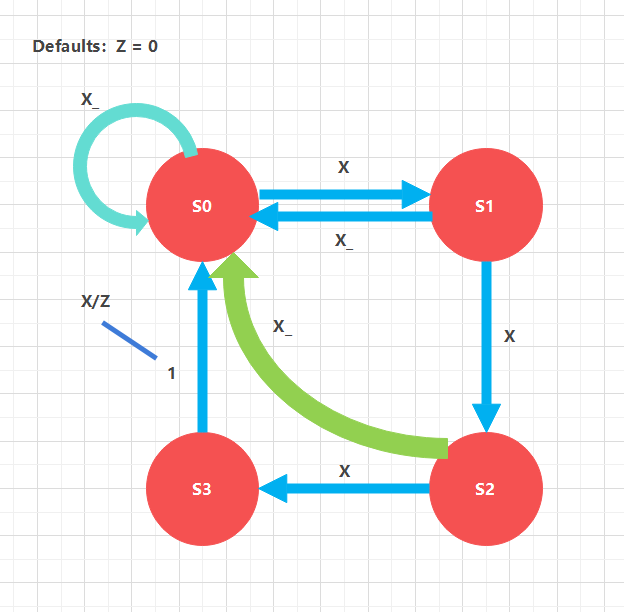 Defaults: Z = 0
X_
X
S0
S1
X_
X/Z
X_
X
1
X
S3
S2